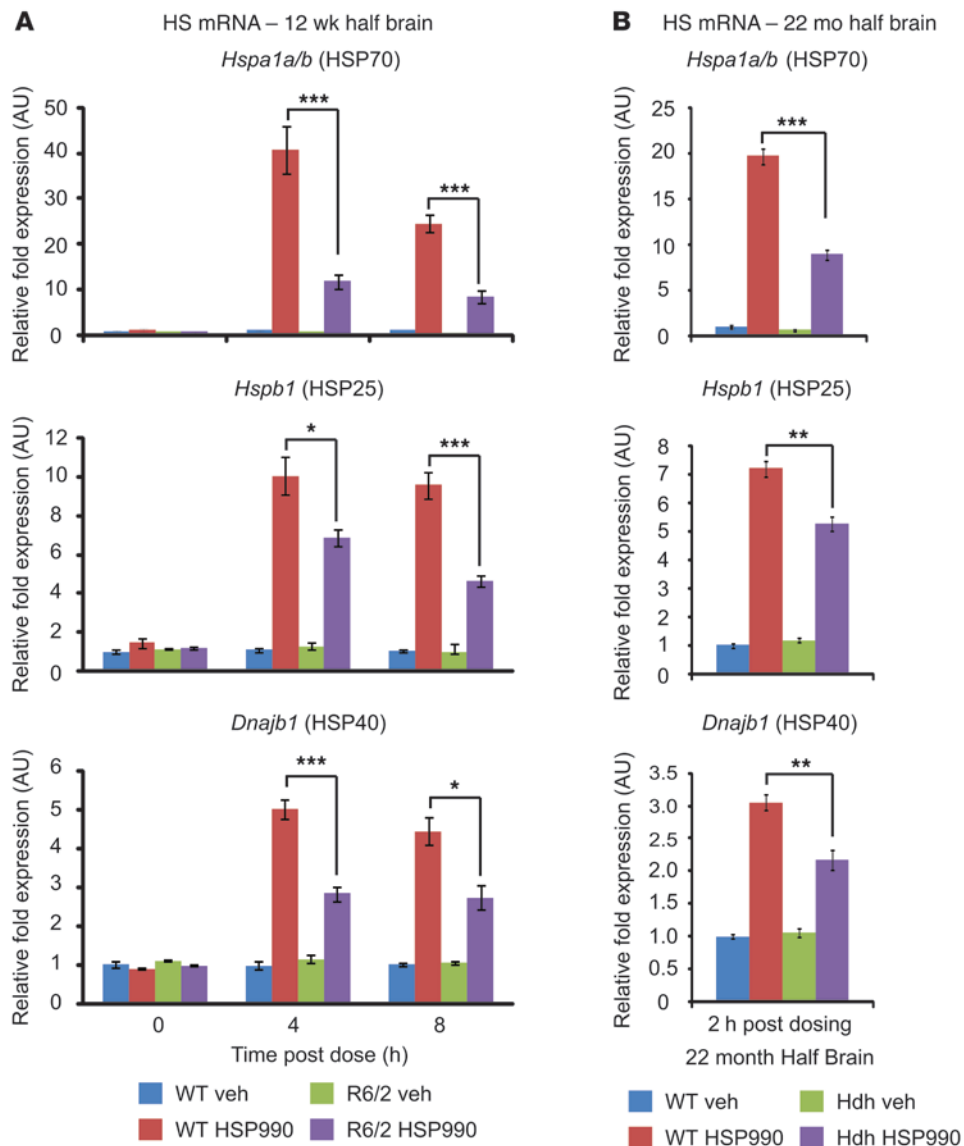 A HS mRNA – 12 wk half brain
Hspa1a/b (HSP70)
Relative fold expression (AU)
50
40
30
20
10
0
***
***
Hspb1 (HSP25)
Relative fold expression (AU)
12
10
8
6
4
2
0
*
***
Dnajb1 (HSP40)
Relative fold expression (AU)
6
5
4
3
2
1
0
***
*
0 4 8
Time post dose (h)
WT veh R6/2 veh
WT HSP990 R6/2 HSP990
B HS mRNA – 22 mo half brain
Hspa1a/b (HSP70)
Relative fold expression (AU)
25
20
15
10
5
0
***
Hspb1 (HSP25)
Relative fold expression (AU)
8
7
6
5
4
3
2
1
0
**
Dnajb1 (HSP40)
Relative fold expression (AU)
3.5
3.0
2.5
2.0
1.5
1.0
0.5
0
**
2 h post dosing
22 month Half Brain
WT veh Hdh veh
WT HSP990 Hdh HSP990